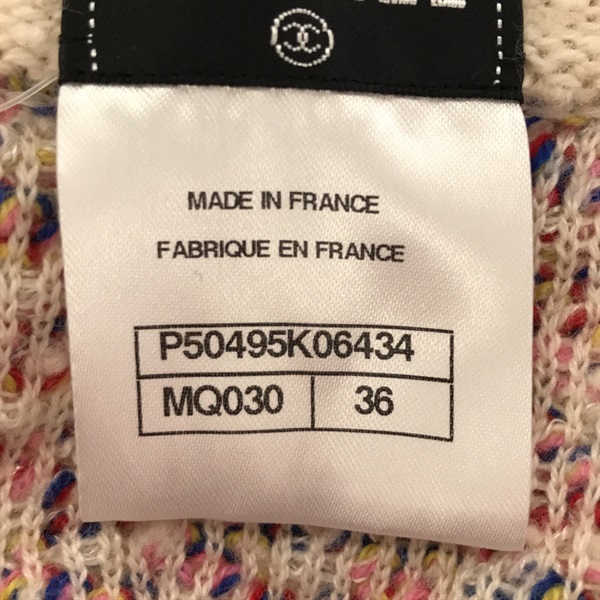 MADE IN FRANCE
FABRIQUE EN FRANCE
P50495K06434
MQ030 36